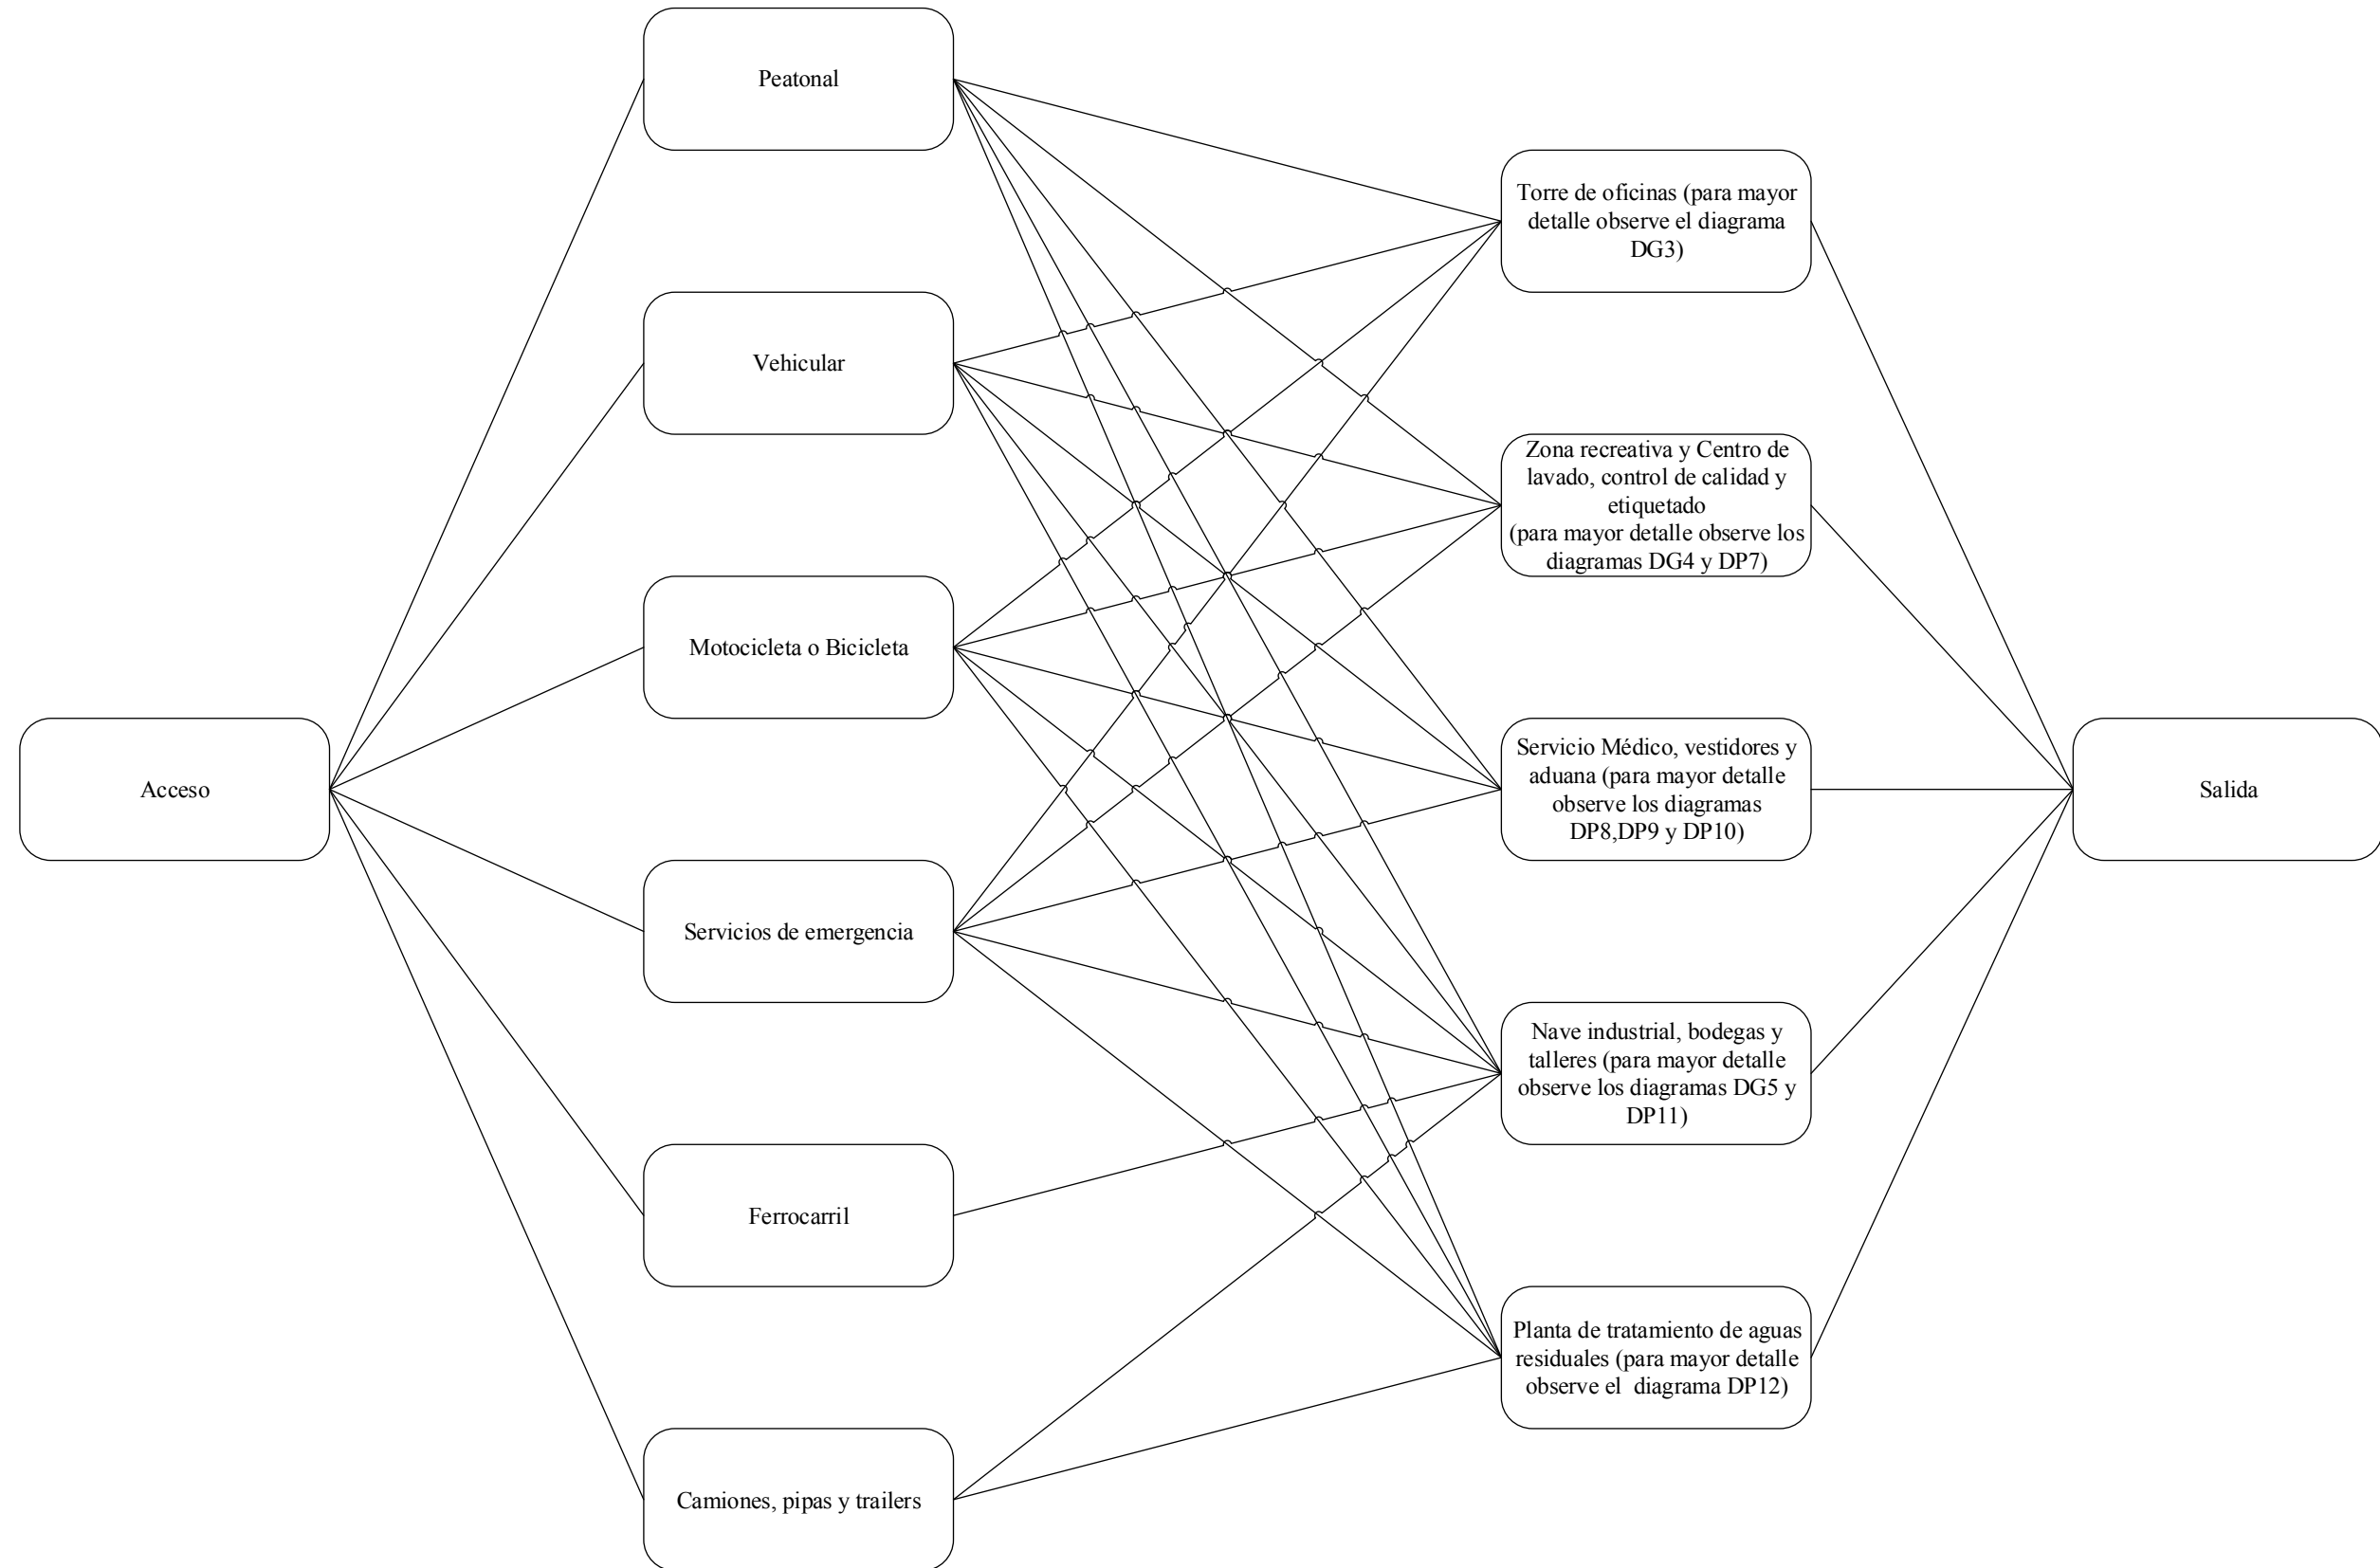 Peatonal
Vehicular
Motocicleta o Bicicleta
Acceso
Servicios de emergencia
Ferrocarril
Camiones, pipas y trailers
Torre de oficinas (para mayor
detalle observe el diagrama
DG3)
Zona recreativa y Centro de
lavado, control de calidad y
etiquetado
(para mayor detalle observe los
diagramas DG4 y DP7)
Servicio Médico, vestidores y
aduana (para mayor detalle
observe los diagramas
DP8,DP9 y DP10)
Nave industrial, bodegas y
talleres (para mayor detalle
observe los diagramas DG5 y
DP11)
Planta de tratamiento de aguas
residuales (para mayor detalle
observe el  diagrama DP12)
Salida